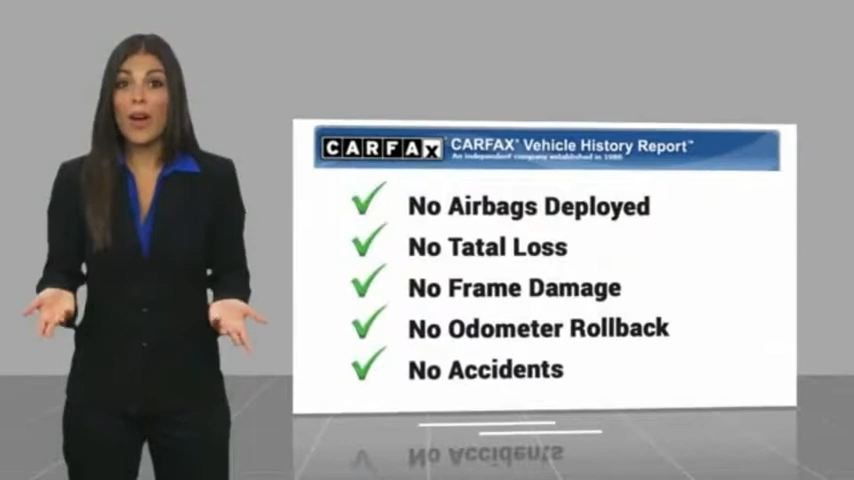 CARFAX CARFAX® Vehicle History Report™
An independent company established in 1986
No Airbags Deployed
No Tatal Loss
No Frame Damage
No Odometer Rollback
No Accidents
No Accidents